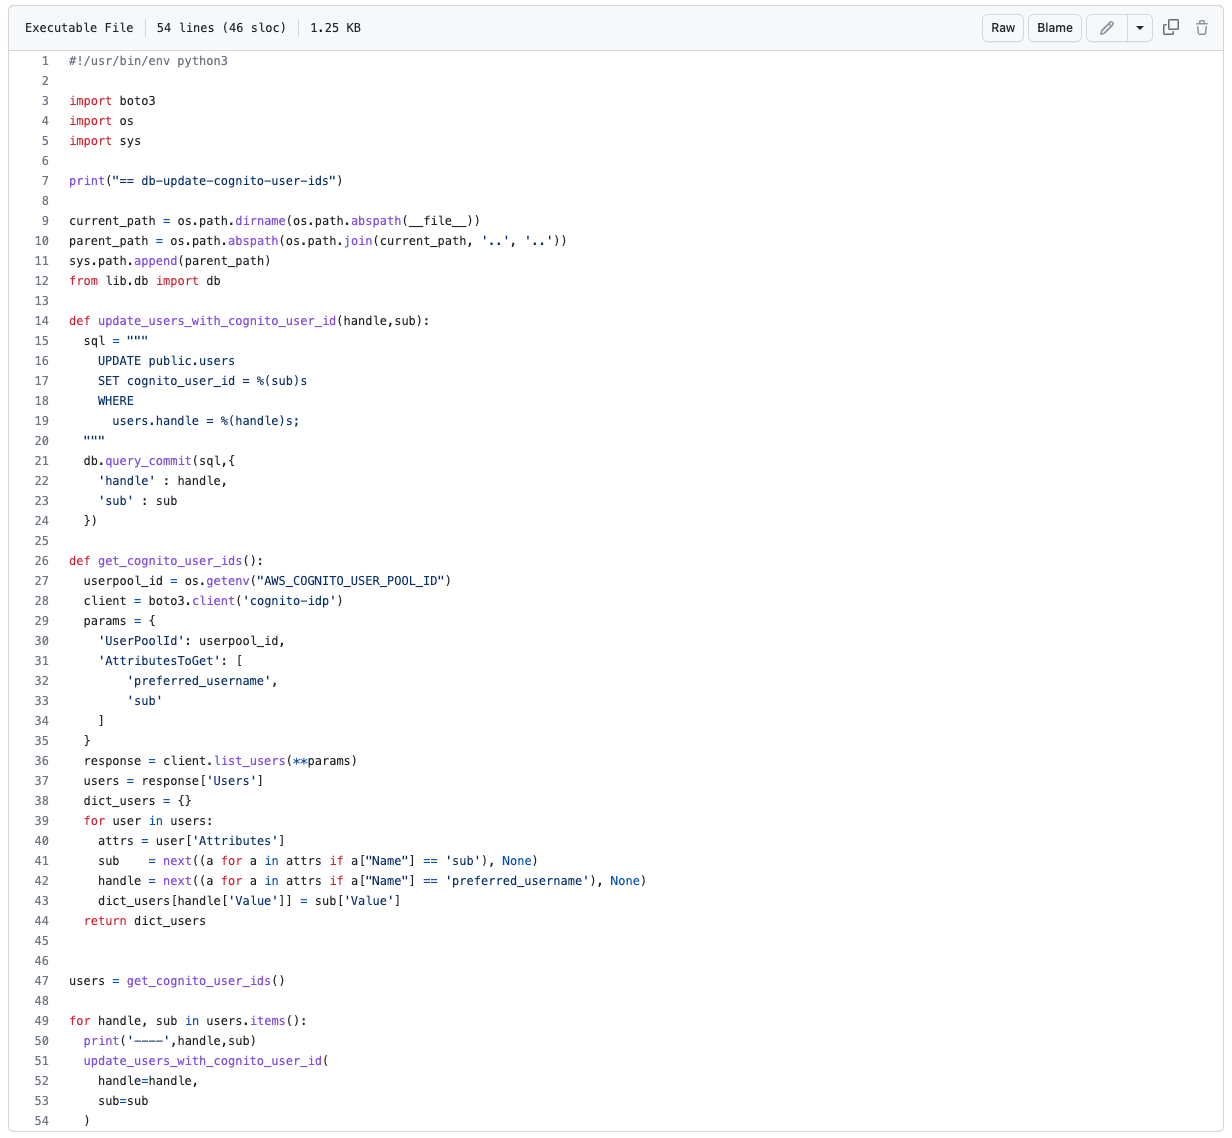 Executable File 54 lines (46 sloc) 1.25 KB Raw Blame
1 #!/usr/bin/env python3
2
3 import boto3
4 import os
5 import sys
6
7 print("== db-update-cognito-user-ids")
8
9 current_path = os.path.dirname(os.path.abspath(__file__))
10 parent_path = os.path.abspath(os.path.join(current_path, '..', '..'))
11 sys.path.append(parent_path)
12 from lib.db import db
13
14 def update_users_with_cognito_user_id(handle,sub):
15   sql = """
16     UPDATE public.users
17     SET cognito_user_id = %(sub)s
18     WHERE
19       users.handle = %(handle)s;
20   """
21   db.query_commit(sql,{
22     'handle' : handle,
23     'sub' : sub
24   })
25
26 def get_cognito_user_ids():
27   userpool_id = os.getenv("AWS_COGNITO_USER_POOL_ID")
28   client = boto3.client('cognito-idp')
29   params = {
30     'UserPoolId': userpool_id,
31     'AttributesToGet': [
32         'preferred_username',
33         'sub'
34     ]
35   }
36   response = client.list_users(**params)
37   users = response['Users']
38   dict_users = {}
39   for user in users:
40     attrs = user['Attributes']
41     sub    = next((a for a in attrs if a["Name"] == 'sub'), None)
42     handle = next((a for a in attrs if a["Name"] == 'preferred_username'), None)
43     dict_users[handle['Value']] = sub['Value']
44   return dict_users
45
46
47 users = get_cognito_user_ids()
48
49 for handle, sub in users.items():
50   print('----',handle,sub)
51   update_users_with_cognito_user_id(
52     handle=handle,
53     sub=sub
54   )